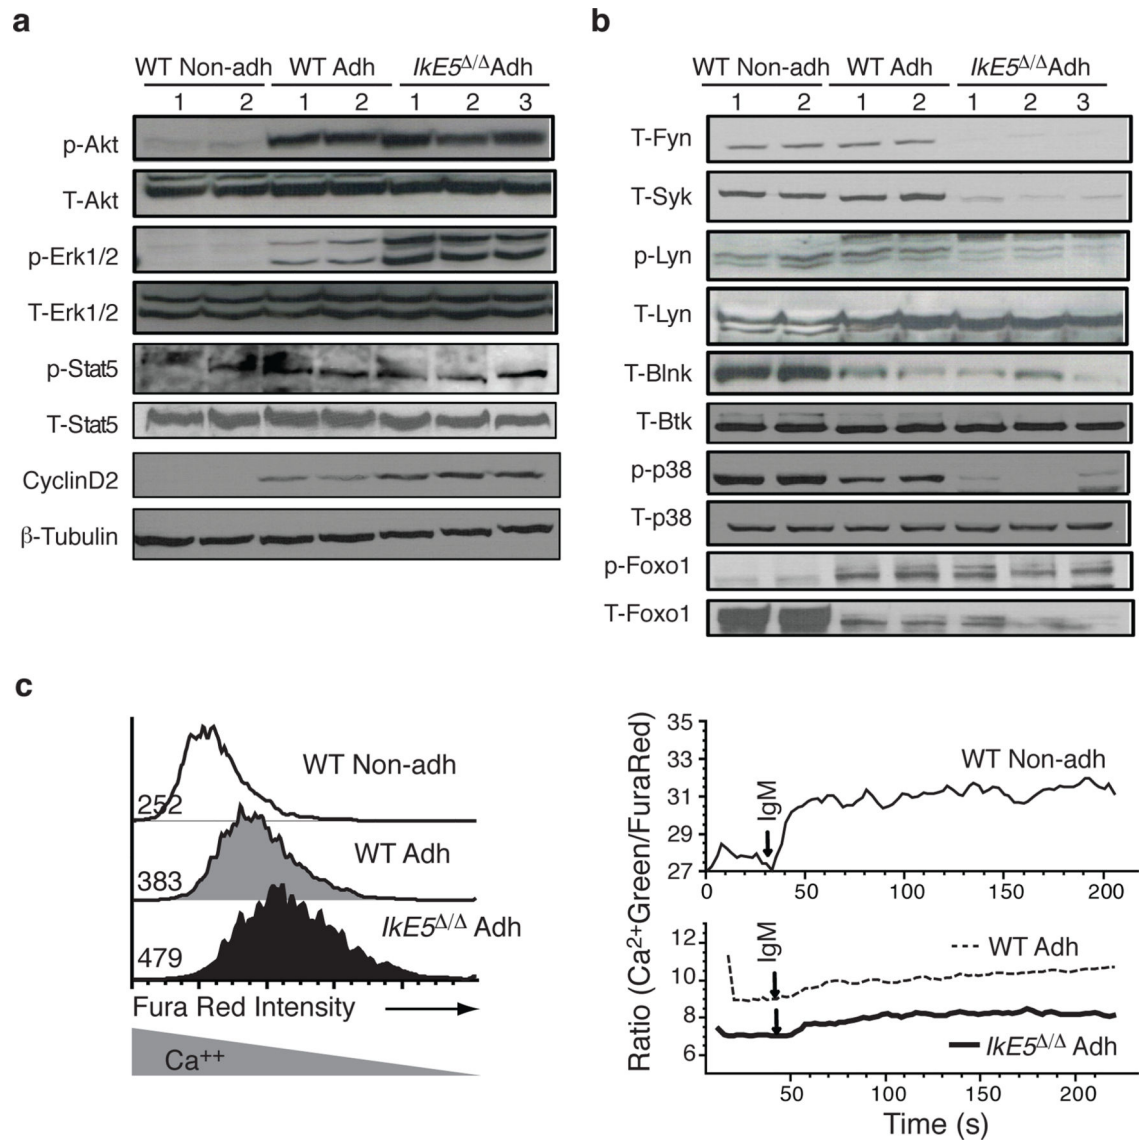 a
WT Non-adh WT Adh IkE5Δ/Δ Adh
1 2 1 2 1 2 3
p-Akt
T-Akt
p-Erk1/2
T-Erk1/2
p-Stat5
T-Stat5
CyclinD2
β-Tubulin
b
WT Non-adh WT Adh IkE5Δ/Δ Adh
1 2 1 2 1 2 3
T-Fyn
T-Syk
p-Lyn
T-Lyn
T-Blnk
T-Btk
p-p38
T-p38
p-Foxo1
T-Foxo1
c
WT Non-adh
252
WT Adh
383
IkE5Δ/Δ Adh
479
Fura Red Intensity
Ca++
Ratio (Ca2+Green/FuraRed)
35
33
31
29
27
WT Non-adh
IgM
0 50 100 150 200
12
10
8
6
IgM
WT Adh
IkE5Δ/Δ Adh
50 100 150 200
Time (s)